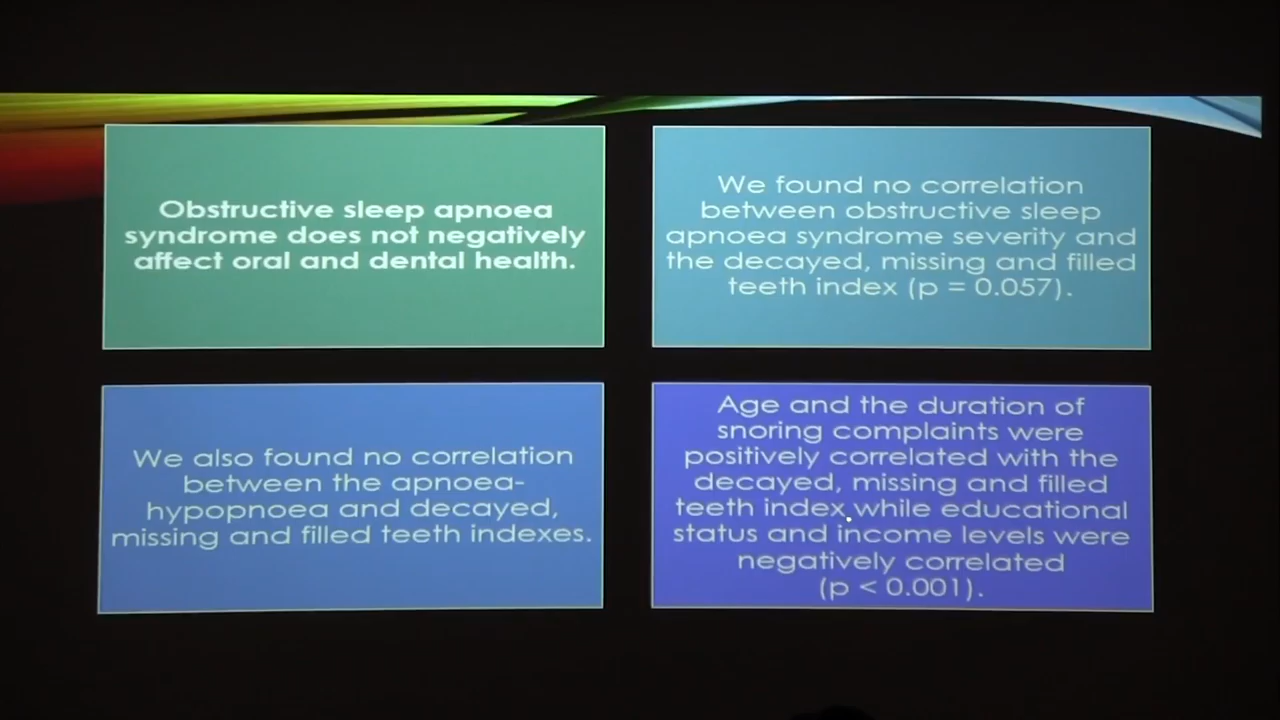 Obstructive sleep apnoea
syndrome does not negatively
affect oral and dental health.
We found no correlation
between obstructive sleep
apnoea syndrome severity and
the decayed, missing and filled
teeth index (p = 0.057).
We also found no correlation
between the apnoea-
hypopnoea and decayed,
missing and filled teeth indexes.
Age and the duration of
snoring complaints were
positively correlated with the
decayed, missing and filled
teeth index while educational
status and income levels were
negatively correlated
(p < 0.001).